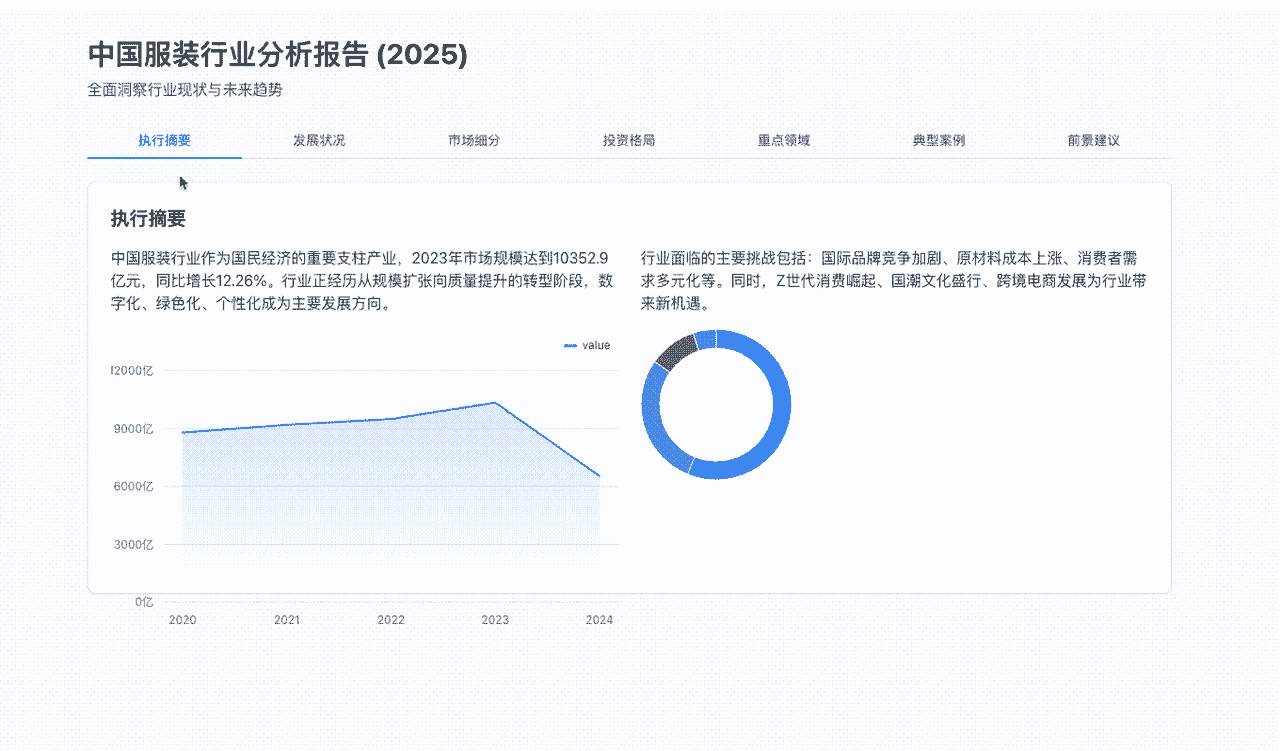 中国服装行业分析报告 (2025)
全面洞察行业现状与未来趋势
执行摘要
发展状况
市场细分
投资格局
重点领域
典型案例
前景建议
执行摘要
中国服装行业作为国民经济的重要支柱产业，2023年市场规模达到10352.9
亿元，同比增长12.26%。行业正经历从规模扩张向质量提升的转型阶段，数
字化、绿色化、个性化成为主要发展方向。
value
12000亿
9000亿
6000亿
3000亿
0亿
2020
2021
2022
2023
2024
行业面临的主要挑战包括：国际品牌竞争加剧、原材料成本上涨、消费者需
求多元化等。同时，Z世代消费崛起、国潮文化盛行、跨境电商发展为行业带
来新机遇。